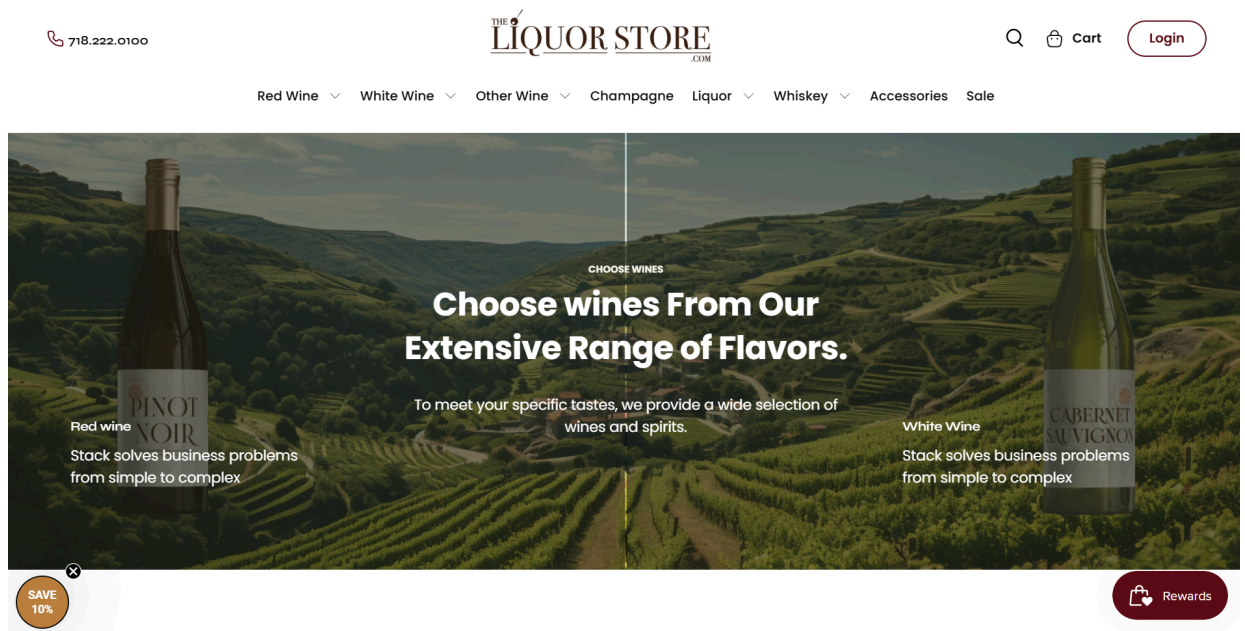 718.222.0100
THE
LIQUOR STORE
.COM
Cart
Login
Red Wine
White Wine
Other Wine
Champagne
Liquor
Whiskey
Accessories
Sale
CHOOSE WINES
Choose wines From Our
Extensive Range of Flavors.
To meet your specific tastes, we provide a wide selection of
wines and spirits.
PINOT
NOIR
Red wine
Stack solves business problems
from simple to complex
CABERNET
SAUVIGNON
White Wine
Stack solves business problems
from simple to complex
SAVE
10%
Rewards